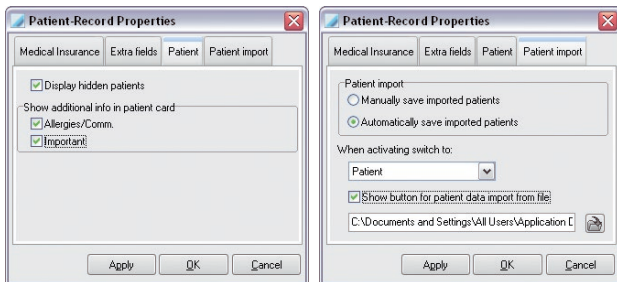 Patient-Record Properties
Medical Insurance Extra fields Patient Patient import
Display hidden patients
Show additional info in patient card
Allergies/Comm.
Important
Apply OK Cancel
Patient-Record Properties
Medical Insurance Extra fields Patient Patient import
Patient import
Manually save imported patients
Automatically save imported patients
When activating switch to:
Patient
Show button for patient data import from file
C:\Documents and Settings\All Users\Application D
Apply OK Cancel